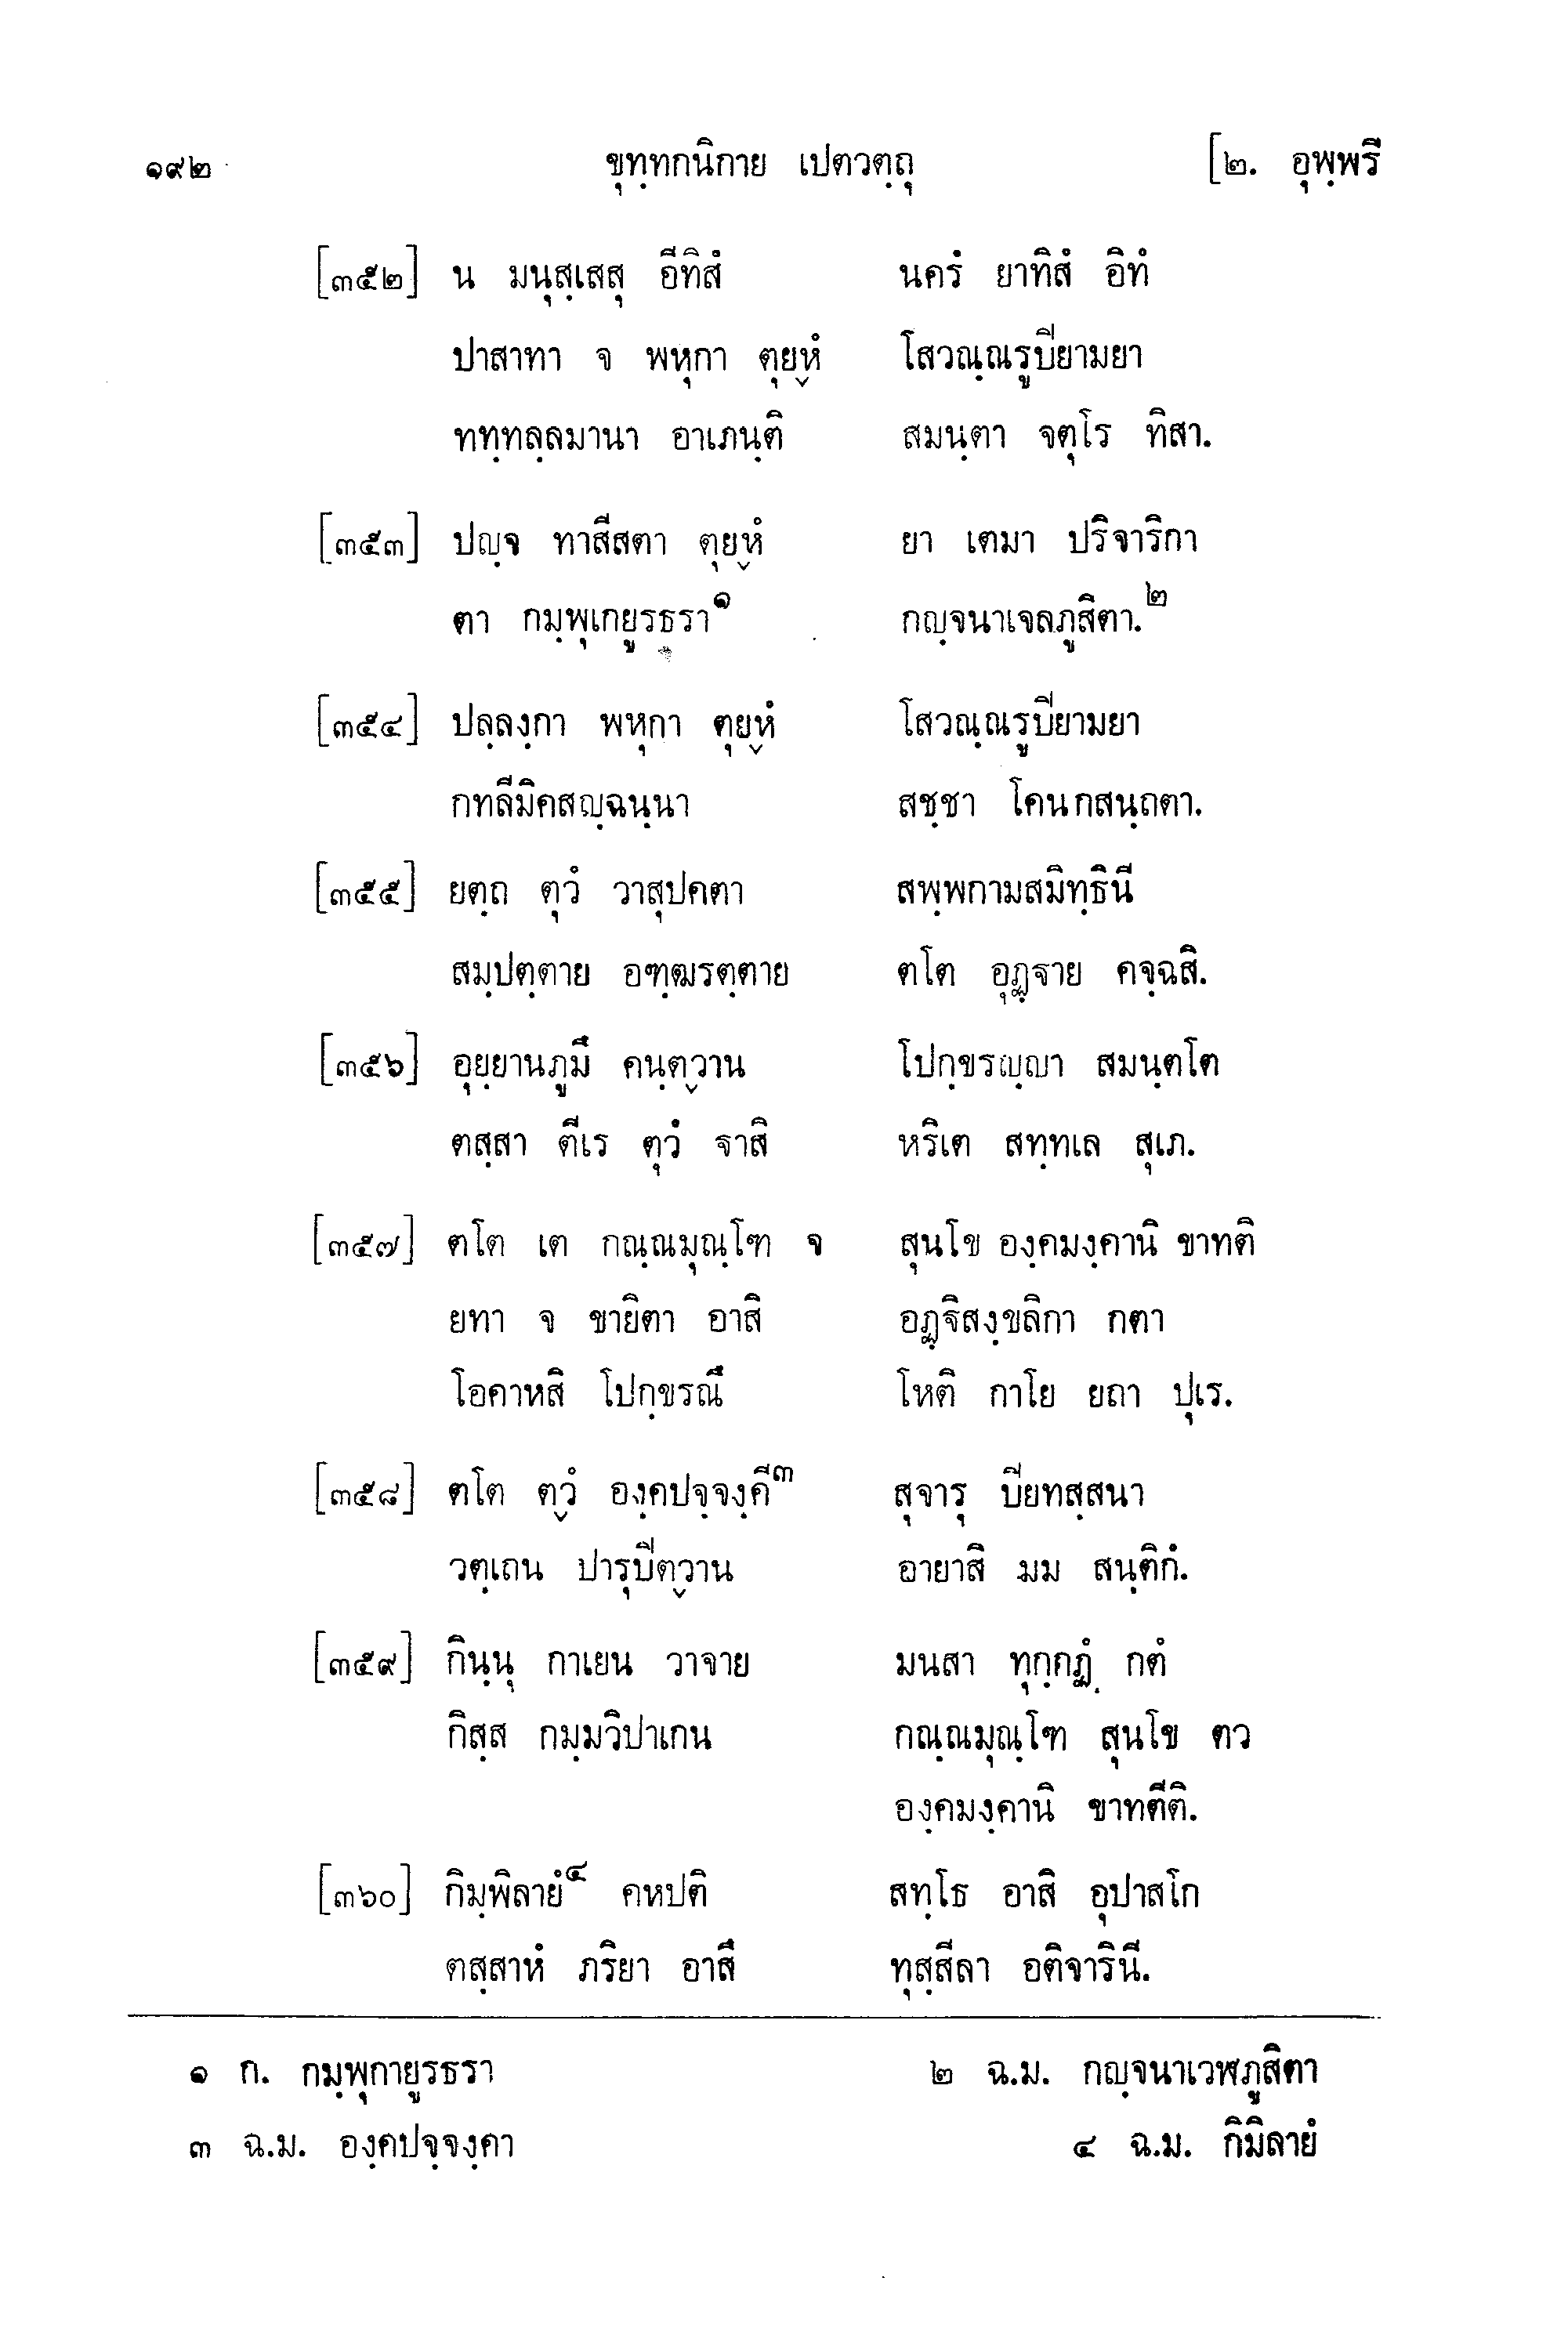 ๑๙๒ ขุทฺทกนิกาย เปตวตฺถุ [๒. อุพฺพรี
[๓๕๒] น มนุสฺเสสุ อีทิสํ นครํ ยาทิสํ อิทํ
ปาสาทา จ พหุกา ตุยฺหํ โสวณฺณรูปิยามยา
ททฺทลฺลมานา อาเภนฺติ สมนฺตา จตุโร ทิสา.
[๓๕๓] ปญฺจ ทาสีสตา ตุยฺหํ ยา เตมา ปริจาริกา
ตา กมฺพุเกยูรธรา๑ กญฺจนาเจลภูสิตา.๒
[๓๕๔] ปลฺลงฺกา พหุกา ตุยฺหํ โสวณฺณรูปิยามยา
กทลีมิคสญฺฉนฺนา สชฺชา โคนกสนฺถตา.
[๓๕๕] ยตฺถ ตุวํ วาสุปคตา สพฺพกามสมิทฺธินี
สมฺปตฺตาย อฑฺฒรตฺตาย ตโต อุฏฺฐาย คจฺฉสิ.
[๓๕๖] อุยฺยานภูมึ คนฺตฺวาน โปกฺขรญฺญา สมนฺตโต
ตสฺสา ตีเร ตุวํ ฐาสิ หริเต สทฺทเล สุเภ.
[๓๕๗] ตโต เต กณฺณมุณฺโฑ จ สุนโข องฺคมงฺคานิ ขาทติ
ยทา จ ขายิตา อาสิ อฏฺฐิสงฺขลิกา กตา
โอคาหสิ โปกฺขรณึ โหติ กาโย ยถา ปุเร.
[๓๕๘] ตโต ตฺวํ องฺคปจฺจงฺคี๓ สุจารุ ปิยทสฺสนา
วตฺเถน ปารุปิตฺวาน อายาสิ มม สนฺติกํ.
[๓๕๙] กินฺนุ กาเยน วาจาย มนสา ทุกฺกฏํ กตํ
กิสฺส กมฺมวิปาเกน กณฺณมุณฺโฑ สุนโข ตว
องฺคมงฺคานิ ขาทตีติ.
[๓๖๐] กิมฺพิลายํ๔ คหปติ สทฺโธ อาสิ อุปาสโก
ตสฺสาหํ ภริยา อาสึ ทุสฺสีลา อติจารินี.
๑ ก. กมฺพุกายูรธรา ๒ ฉ.ม. กญฺจนาเวฬภูสิตา
๓ ฉ.ม. องฺคปจฺจงฺคา ๔ ฉ.ม. กิมิลายํ